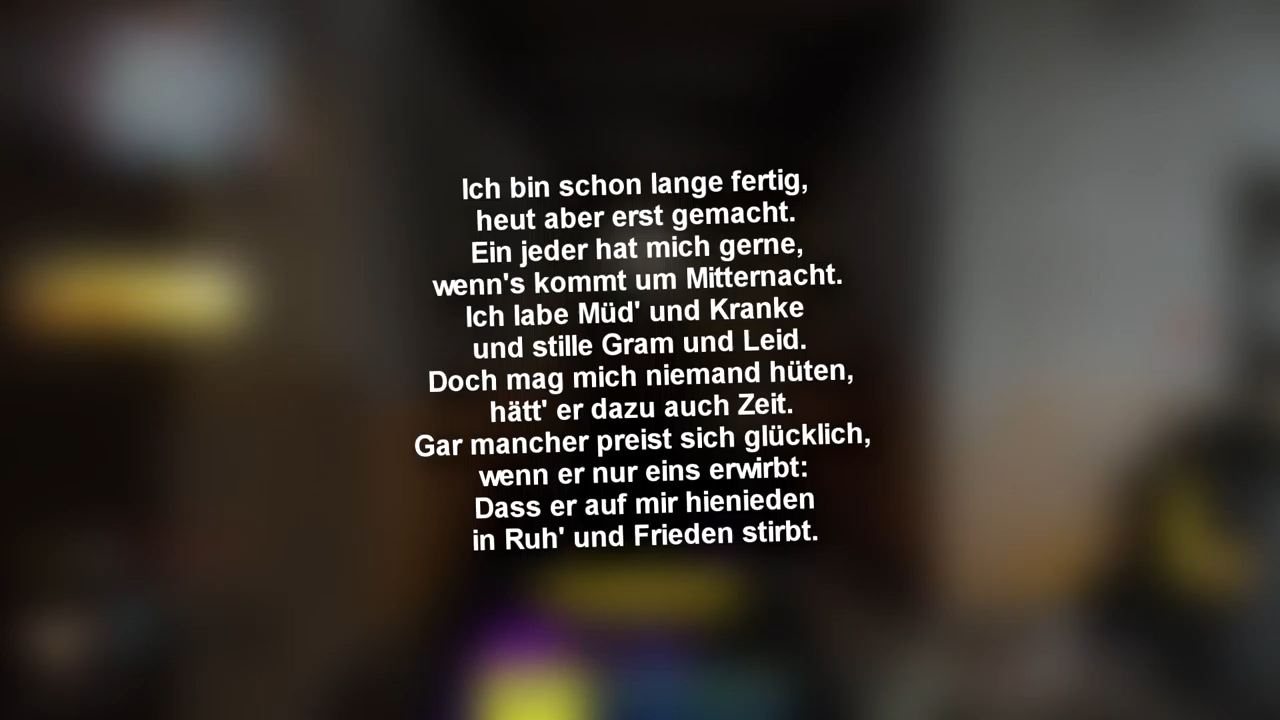 Ich bin schon lange fertig,
heut aber erst gemacht.
Ein jeder hat mich gerne,
wenn's kommt um Mitternacht.
Ich labe Müd' und Kranke
und stille Gram und Leid.
Doch mag mich niemand hüten,
hätt' er dazu auch Zeit.
Gar mancher preist sich glücklich,
wenn er nur eins erwirbt:
Dass er auf mir hienieden
in Ruh' und Frieden stirbt.